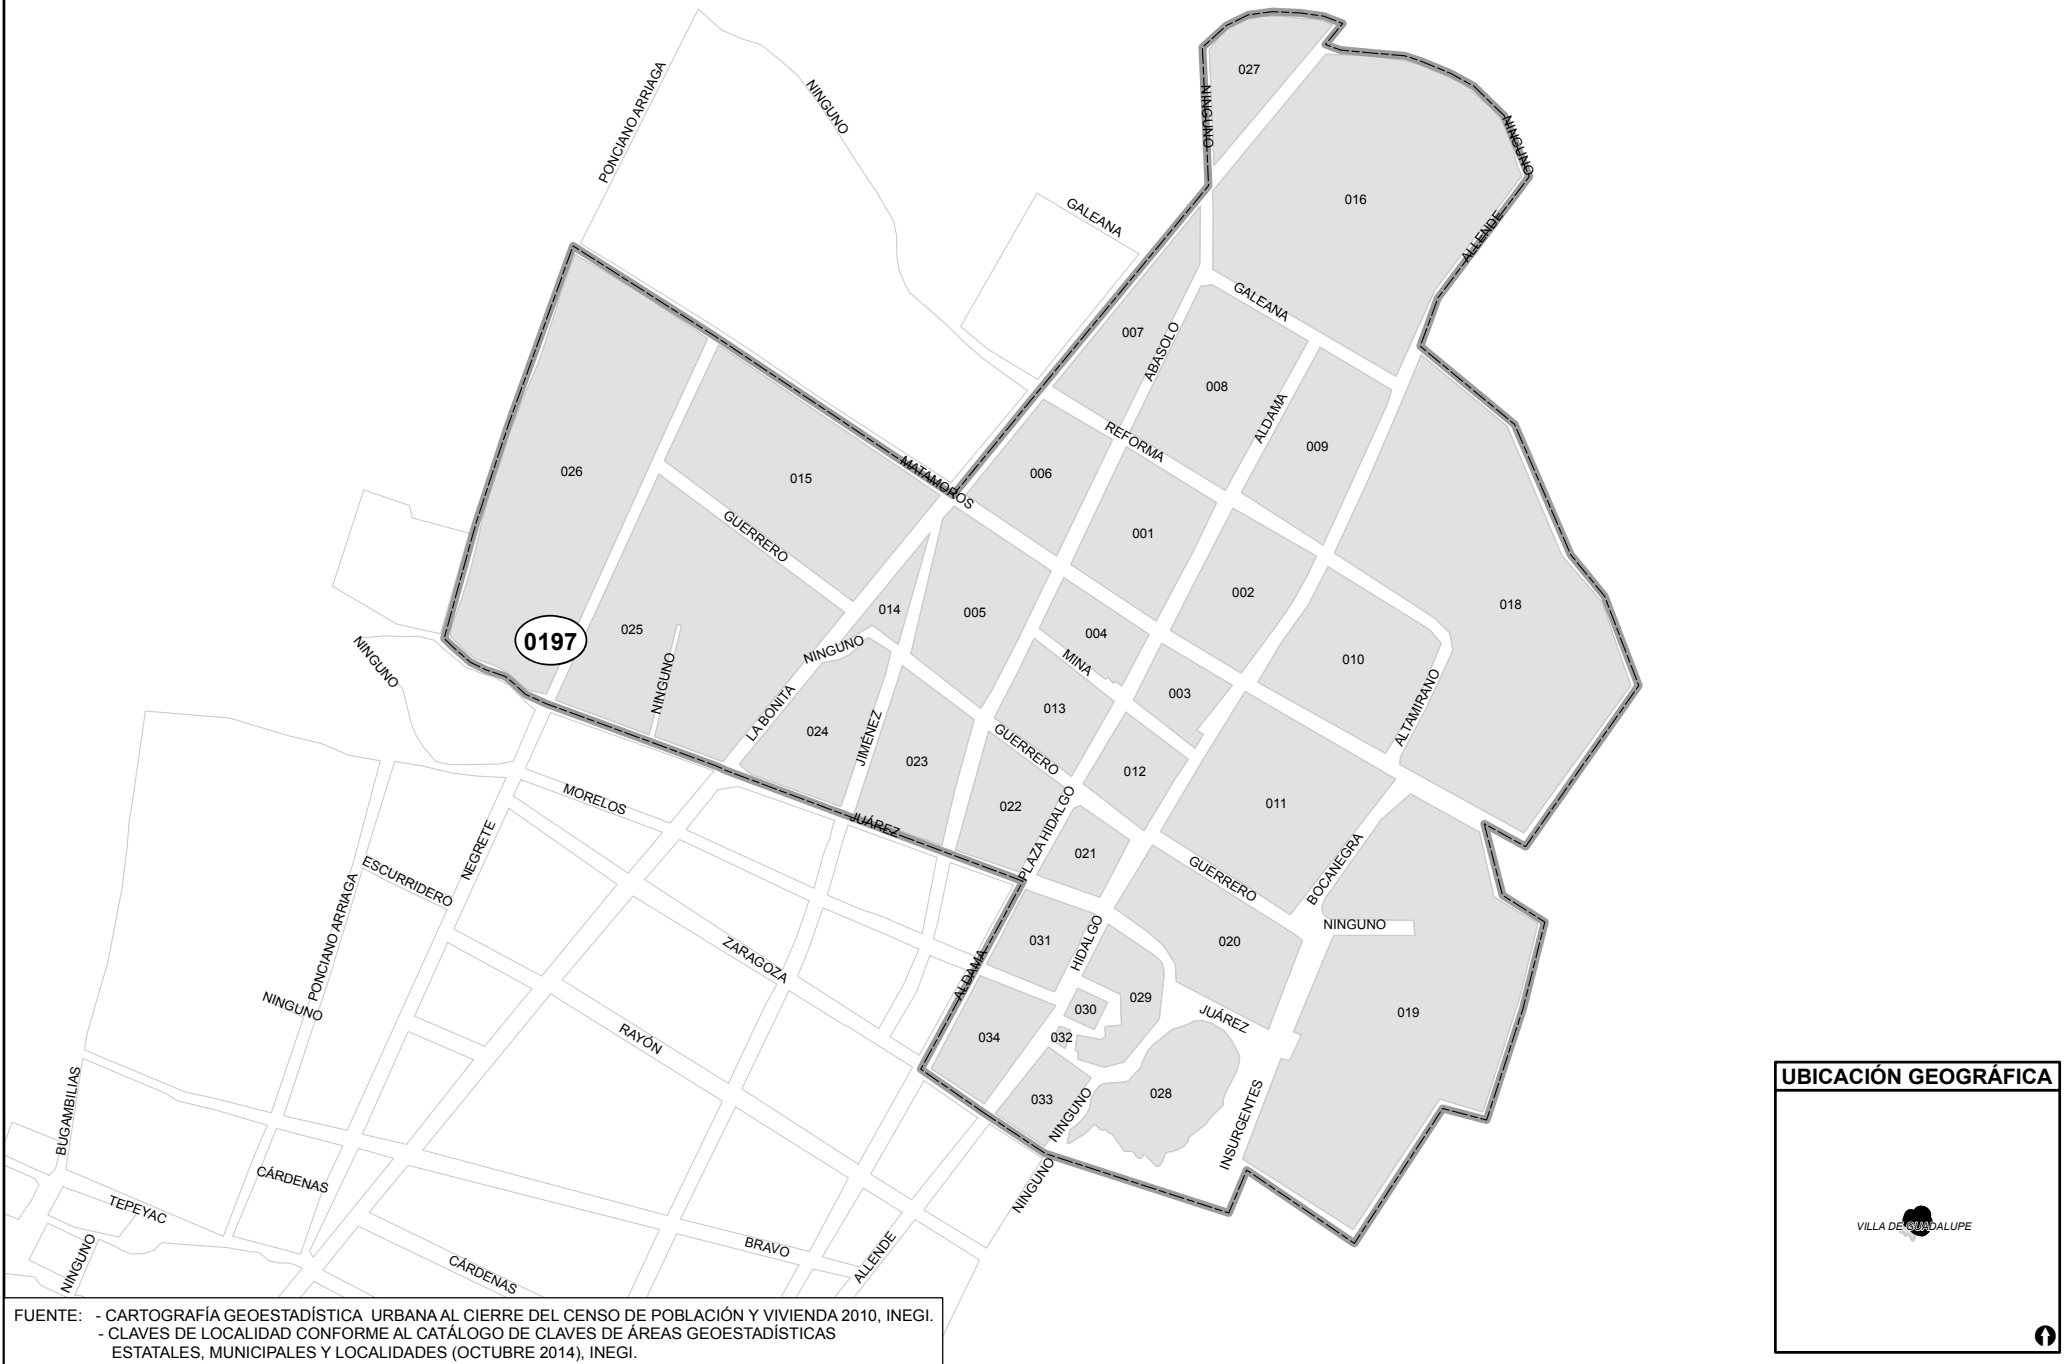 027
PONCIANO ARRIAGA
NINGUNO
NINGUNO
NINGUNO
016
GALEANA
ALLENDE
GALEANA
007
ABASOLO
008
ALDAMA
009
REFORMA
026
015
MATAMOROS
006
GUERRERO
001
002
014
005
018
0197
025
NINGUNO
004
MINA
010
NINGUNO
NINGUNO
003
ALTAMIRANO
LA BONITA
013
024
JIMÉNEZ
GUERRERO
023
012
MORELOS
022
PLAZA HIDALGO
011
JUÁREZ
NEGRETE
021
BOCANEGRA
ESCURRIDERO
GUERRERO
PONCIANO ARRIAGA
NINGUNO
031
HIDALGO
020
ZARAGOZA
ALDAMA
029
NINGUNO
030
JUÁREZ
019
RAYÓN
034
032
028
033
NINGUNO
BUGAMBILIAS
INSURGENTES
CÁRDENAS
NINGUNO
TEPEYAC
BRAVO
ALLENDE
NINGUNO
CÁRDENAS
UBICACIÓN GEOGRÁFICA
VILLA DE GUADALUPE
FUENTE: - CARTOGRAFÍA GEOESTADÍSTICA URBANA AL CIERRE DEL CENSO DE POBLACIÓN Y VIVIENDA 2010, INEGI.
- CLAVES DE LOCALIDAD CONFORME AL CATÁLOGO DE CLAVES DE ÁREAS GEOESTADÍSTICAS
ESTATALES, MUNICIPALES Y LOCALIDADES (OCTUBRE 2014), INEGI.